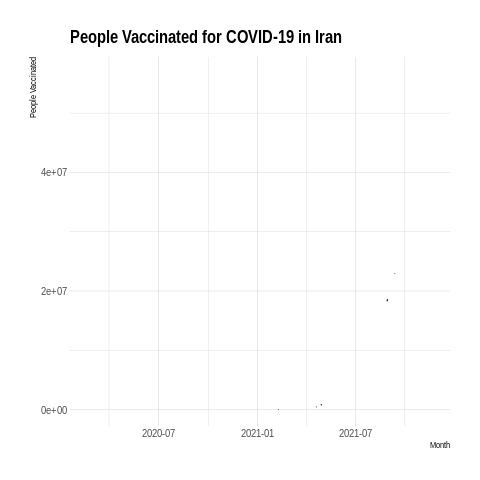 People Vaccinated for COVID-19 in Iran
People Vaccinated
4e+07
2e+07
0e+00
2020-07 2021-01 2021-07
Month